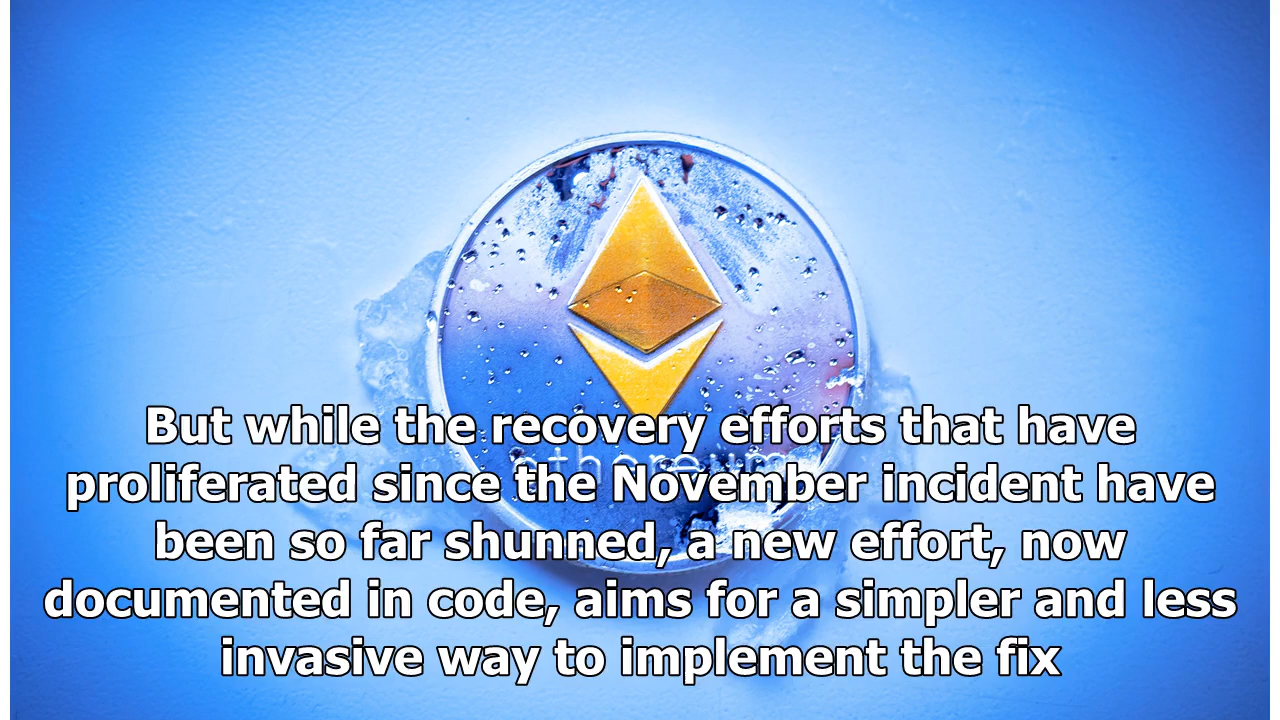 But while the recovery efforts that have
proliferated since the November incident have
been so far shunned, a new effort, now
documented in code, aims for a simpler and less
invasive way to implement the fix
ethereum